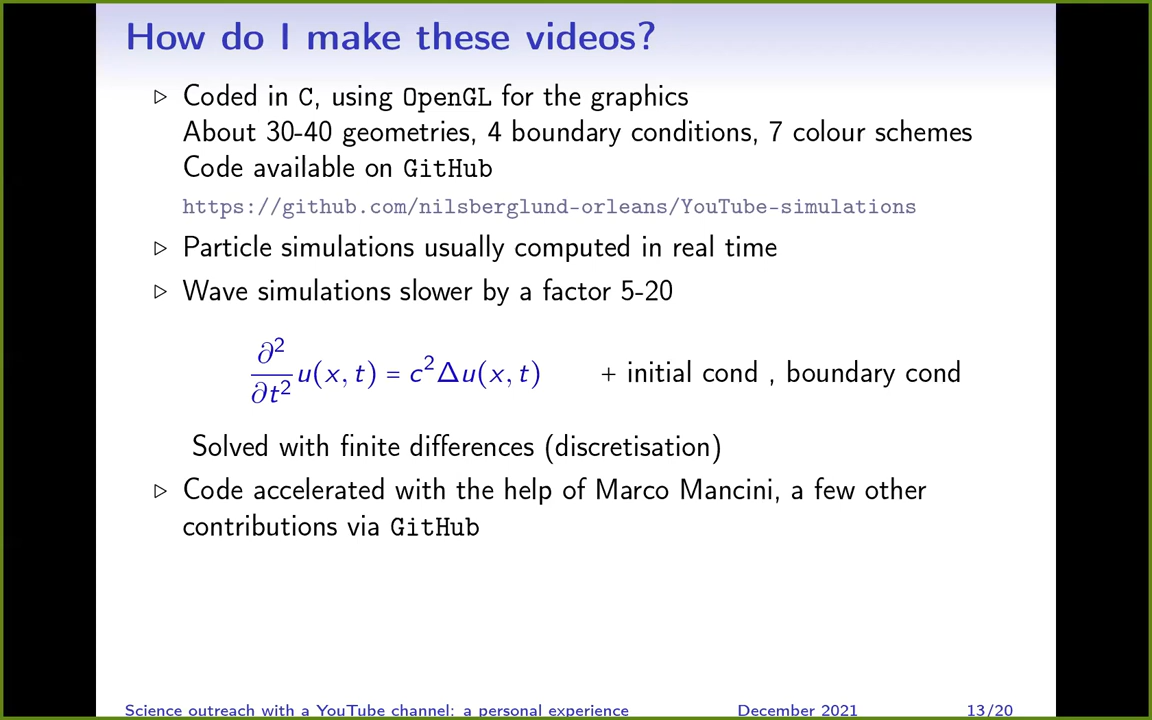 How do I make these videos?
▷ Coded in C, using OpenGL for the graphics
About 30-40 geometries, 4 boundary conditions, 7 colour schemes
Code available on GitHub
https://github.com/nilsberglund-orleans/YouTube-simulations
▷ Particle simulations usually computed in real time
▷ Wave simulations slower by a factor 5-20
∂²/∂t² u(x, t) = c²Δu(x, t) + initial cond , boundary cond
Solved with finite differences (discretisation)
▷ Code accelerated with the help of Marco Mancini, a few other
contributions via GitHub
Science outreach with a YouTube channel: a personal experience December 2021 13/20